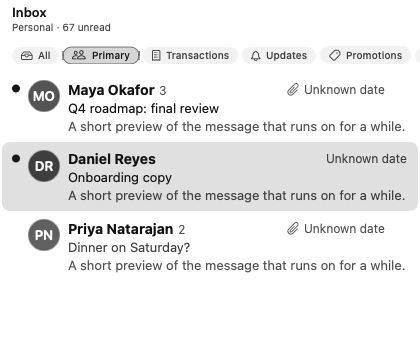 Inbox
Personal · 67 unread
All Primary Transactions Updates Promotions
MO Maya Okafor 3 Unknown date
Q4 roadmap: final review
A short preview of the message that runs on for a while.
DR Daniel Reyes Unknown date
Onboarding copy
A short preview of the message that runs on for a while.
PN Priya Natarajan 2 Unknown date
Dinner on Saturday?
A short preview of the message that runs on for a while.